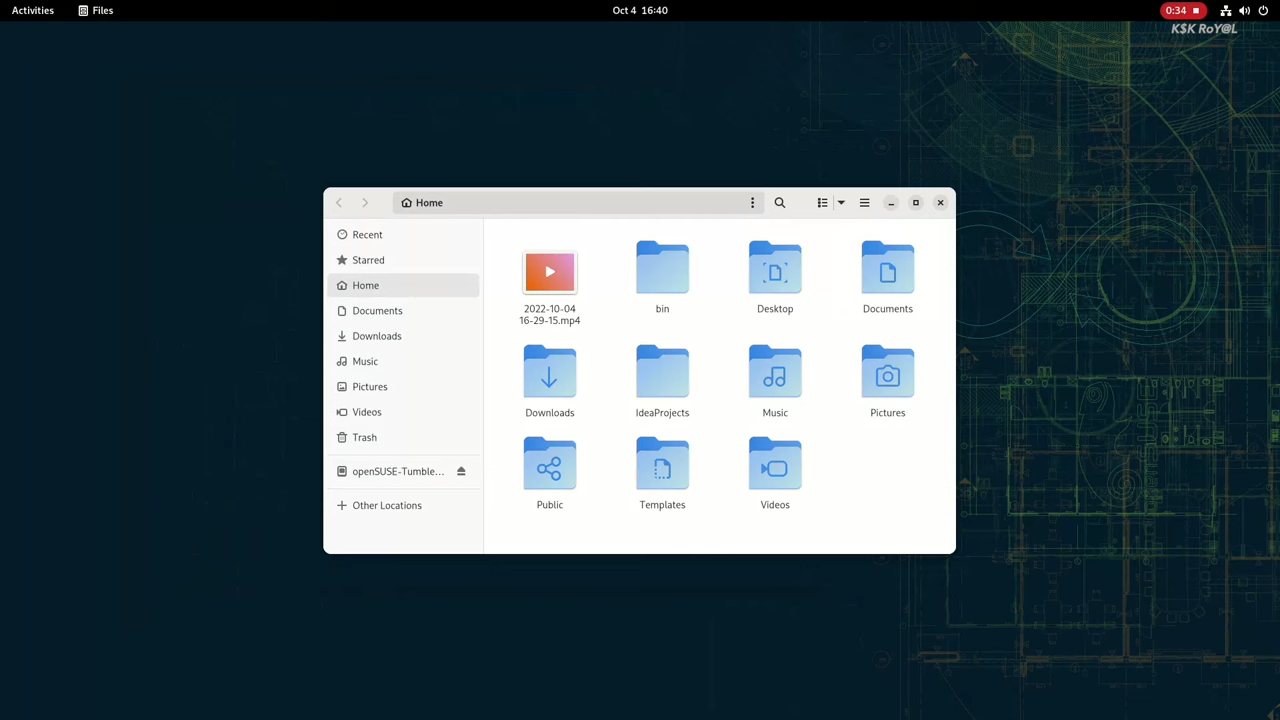 Activities
Files
Oct 4 16:40
0:34
K$K RoY@L
Home
Recent
Starred
Home
Documents
Downloads
Music
Pictures
Videos
Trash
openSUSE-Tumble...
Other Locations
2022-10-04
16-29-15.mp4
bin
Desktop
Documents
Downloads
IdeaProjects
Music
Pictures
Public
Templates
Videos